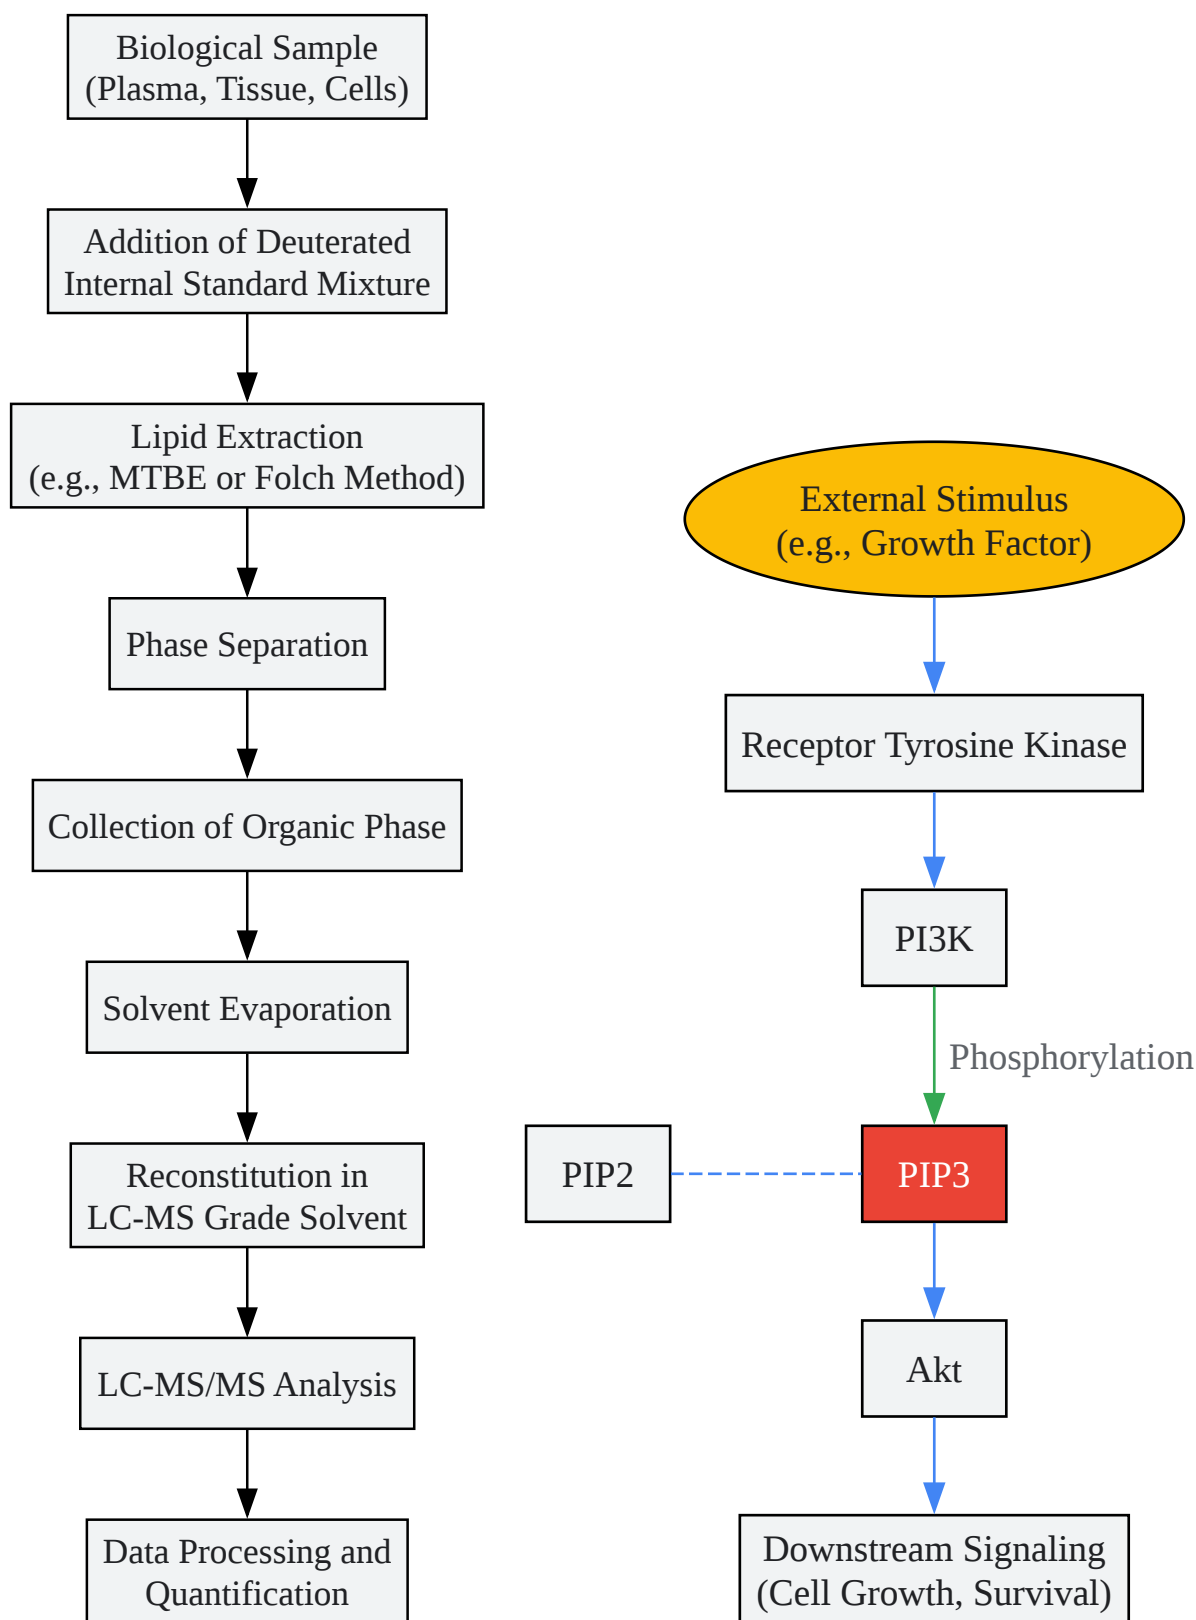 Biological Sample
(Plasma, Tissue, Cells)
Addition of Deuterated
Internal Standard Mixture
Lipid Extraction
(e.g., MTBE or Folch Method)
Phase Separation
Collection of Organic Phase
Solvent Evaporation
Reconstitution in
LC-MS Grade Solvent
LC-MS/MS Analysis
Data Processing and
Quantification
External Stimulus
(e.g., Growth Factor)
Receptor Tyrosine Kinase
PI3K
Phosphorylation
PIP2
PIP3
Akt
Downstream Signaling
(Cell Growth, Survival)